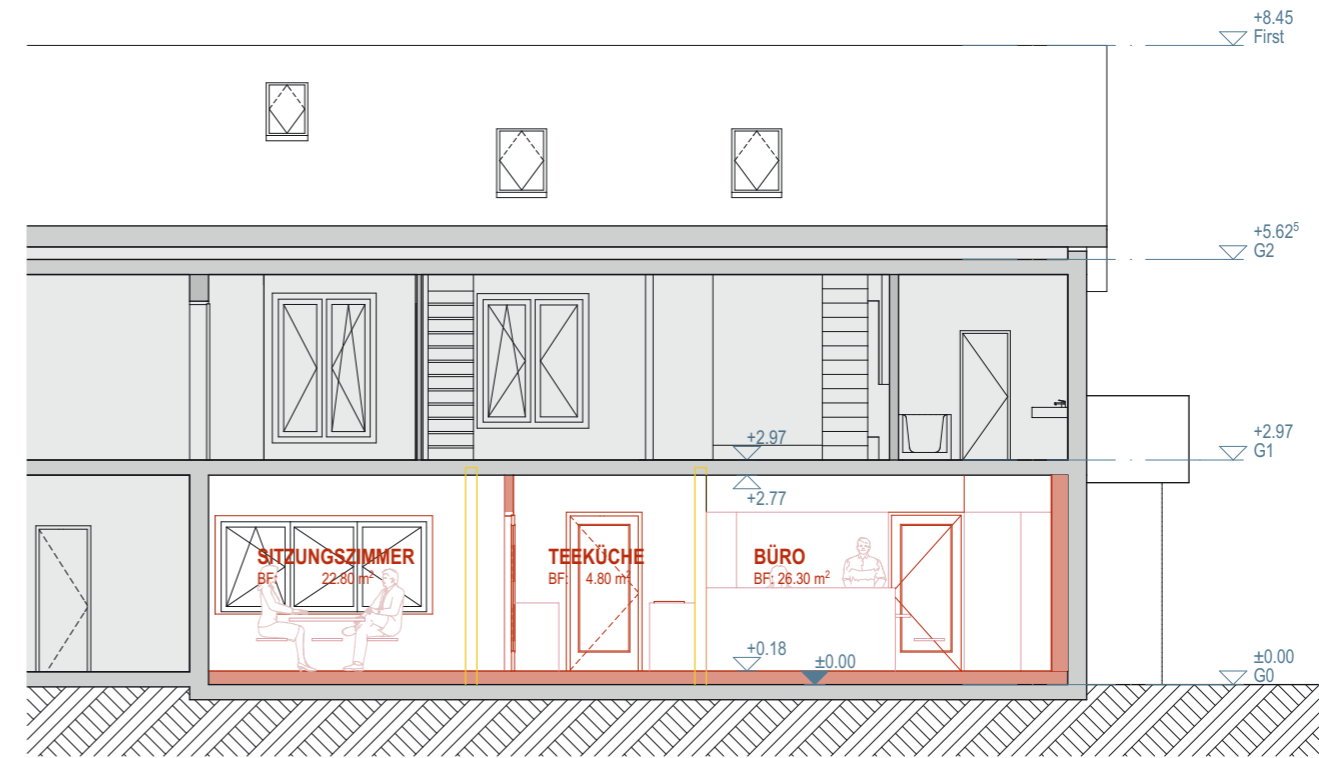 +8.45
First
+5.62⁵
G2
+2.97
+2.97
G1
+2.77
SITZUNGSZIMMER
BF: 22.80 m²
TEEKÜCHE
BF: 4.80 m²
BÜRO
BF: 26.30 m²
+0.18
±0.00
±0.00
G0